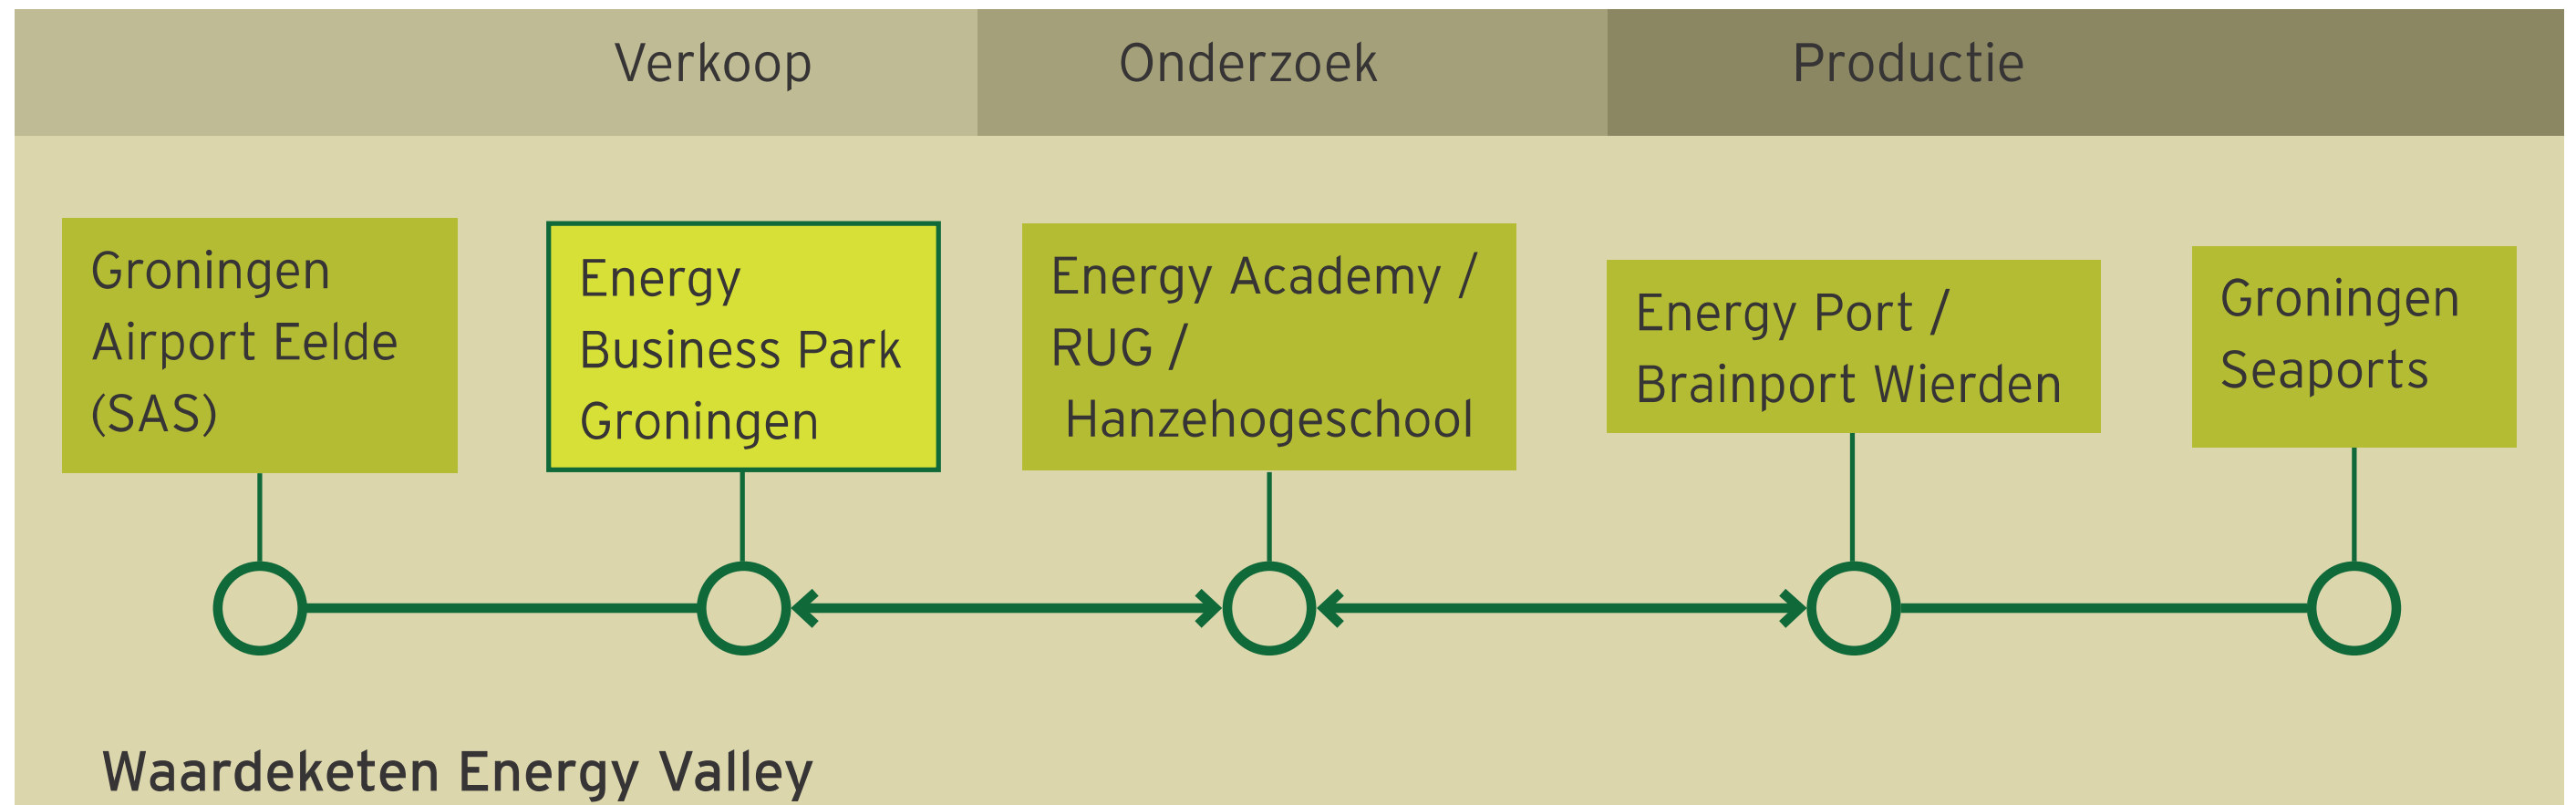 Verkoop
Onderzoek
Productie
Groningen
Airport Eelde
(SAS)
Energy
Business Park
Groningen
Energy Academy /
RUG /
Hanzehogeschool
Energy Port /
Brainport Wierden
Groningen
Seaports
Waardeketen Energy Valley